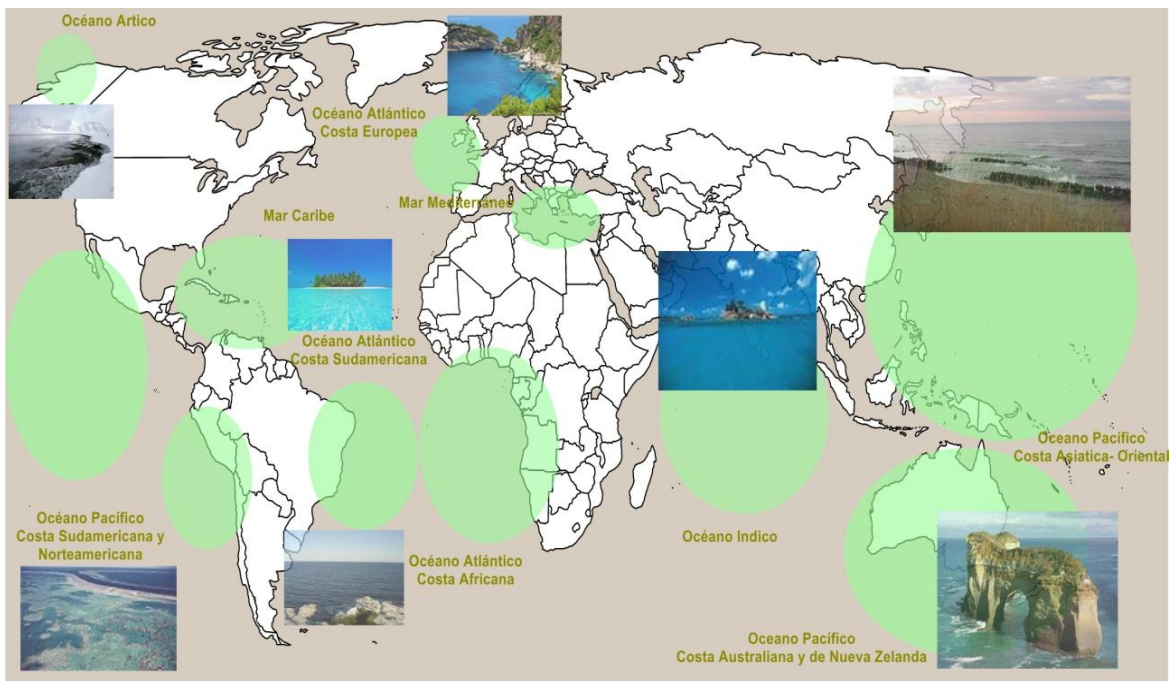 Océano Artico
Océano Atlántico
Costa Europea
Mar Mediterráneo
Mar Caribe
Océano Atlántico
Costa Sudamericana
Océano Pacífico
Costa Sudamericana y
Norteamericana
Océano Atlántico
Costa Africana
Océano Indico
Oceano Pacífico
Costa Asiatica- Oriental
Oceano Pacífico
Costa Australiana y de Nueva Zelanda